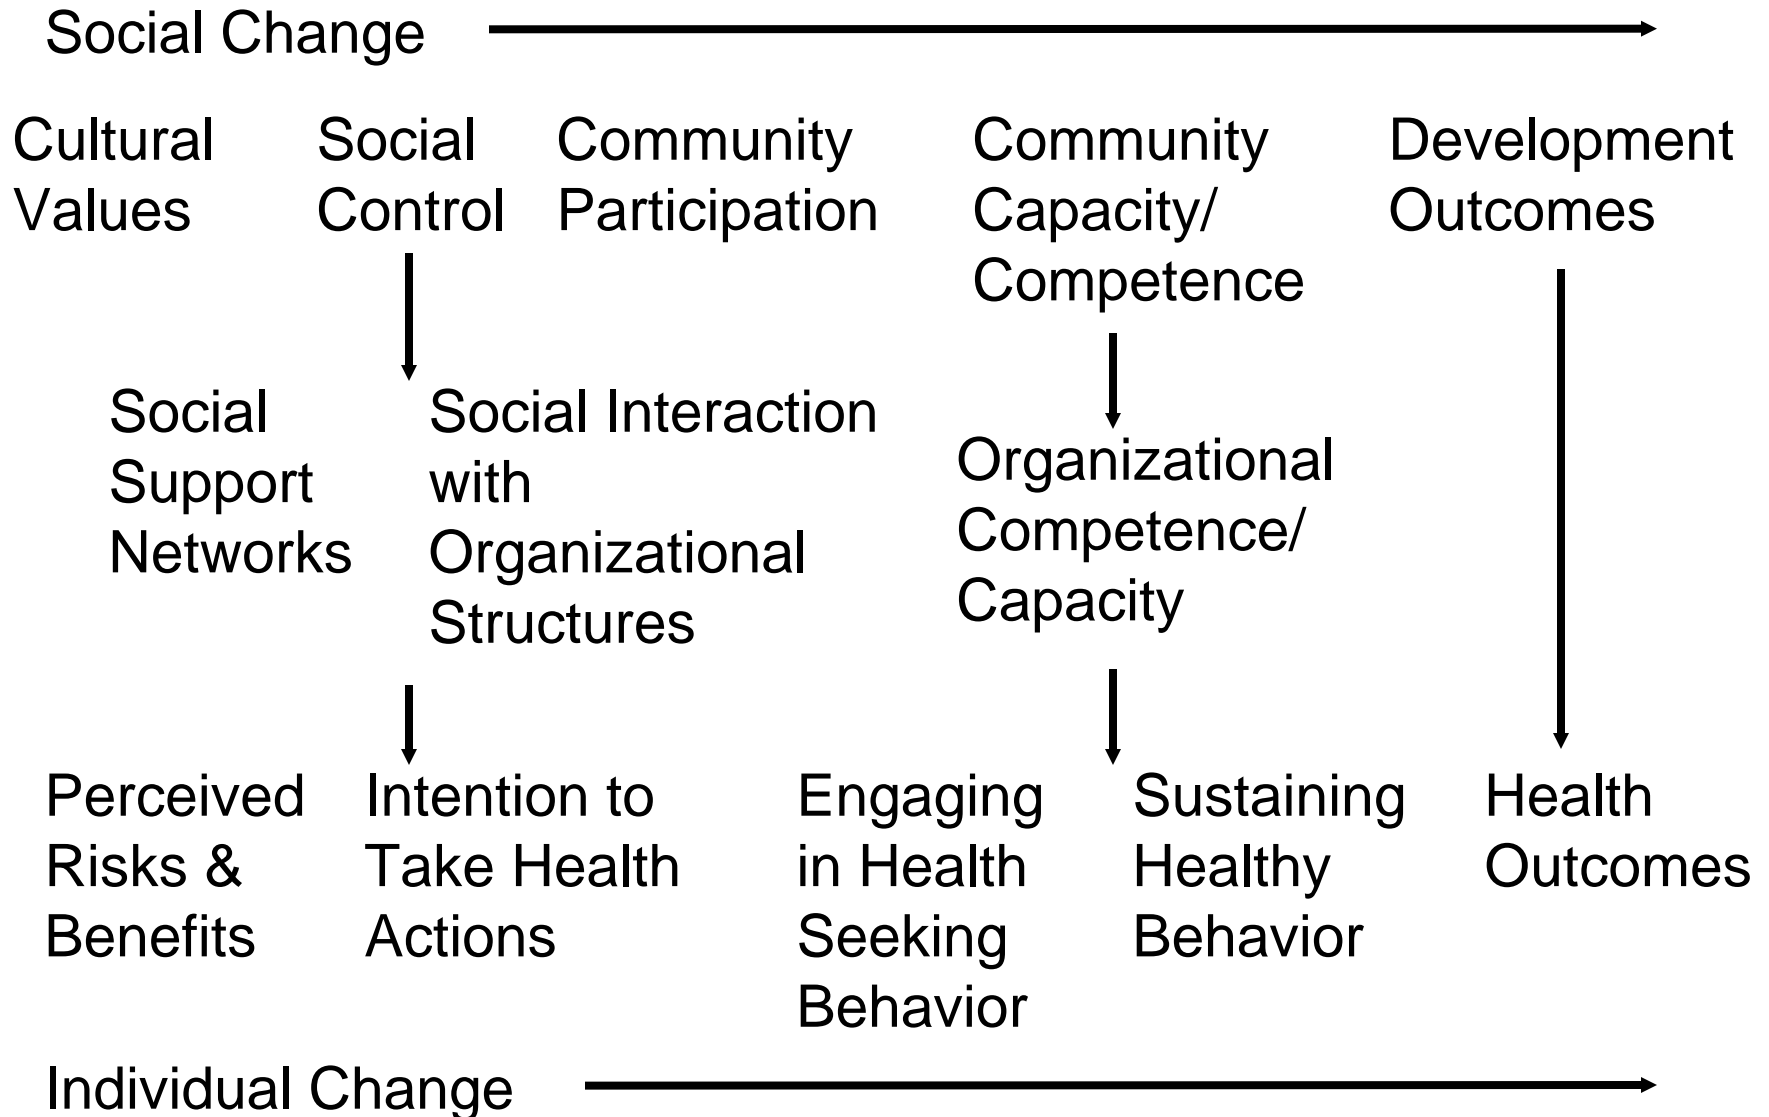 Social Change
Cultural
Values
Social
Control
Community
Participation
Community
Capacity/
Competence
Development
Outcomes
Social
Support
Networks
Social Interaction
with
Organizational
Structures
Organizational
Competence/
Capacity
Perceived
Risks &
Benefits
Intention to
Take Health
Actions
Engaging
in Health
Seeking
Behavior
Sustaining
Healthy
Behavior
Health
Outcomes
Individual Change